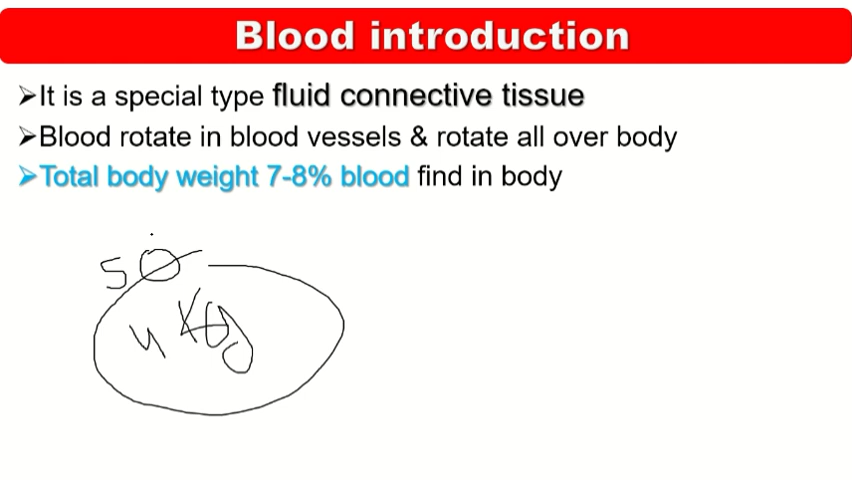 Blood introduction
➢It is a special type fluid connective tissue
➢Blood rotate in blood vessels & rotate all over body
➢Total body weight 7-8% blood find in body
50
4 Kg